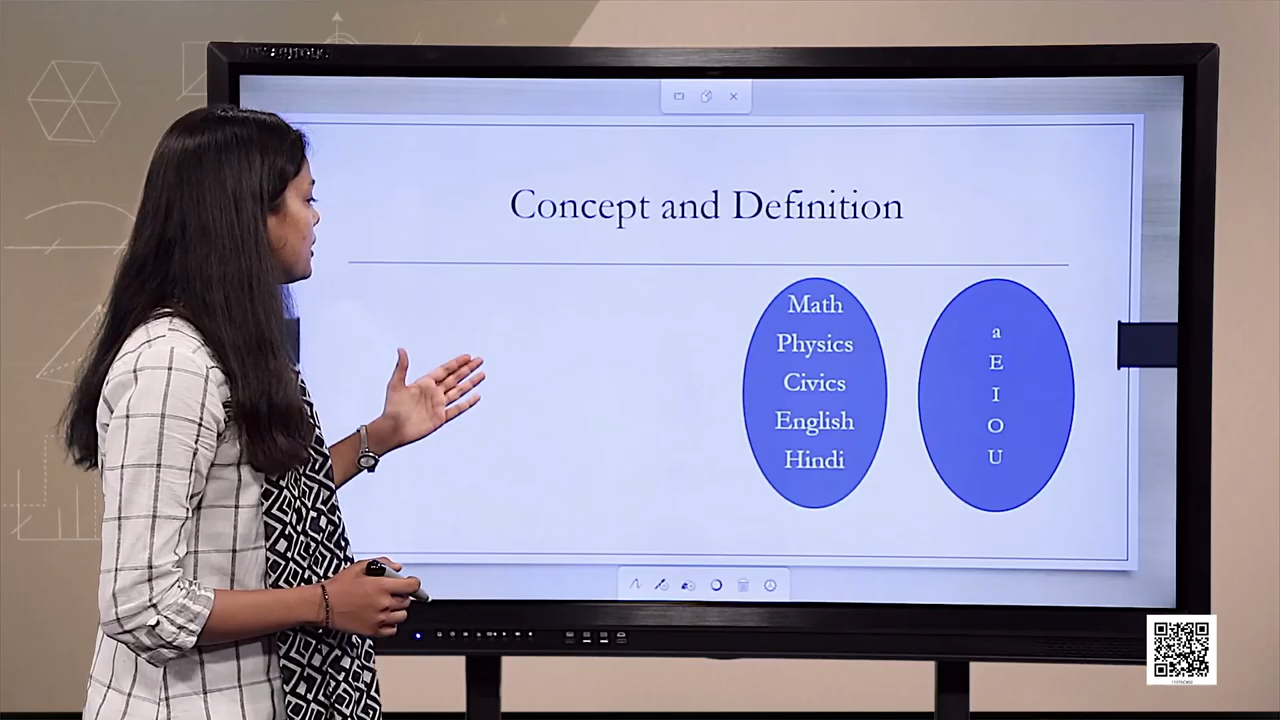 Concept and Definition
Math
Physics
Civics
English
Hindi
a
E
I
O
U